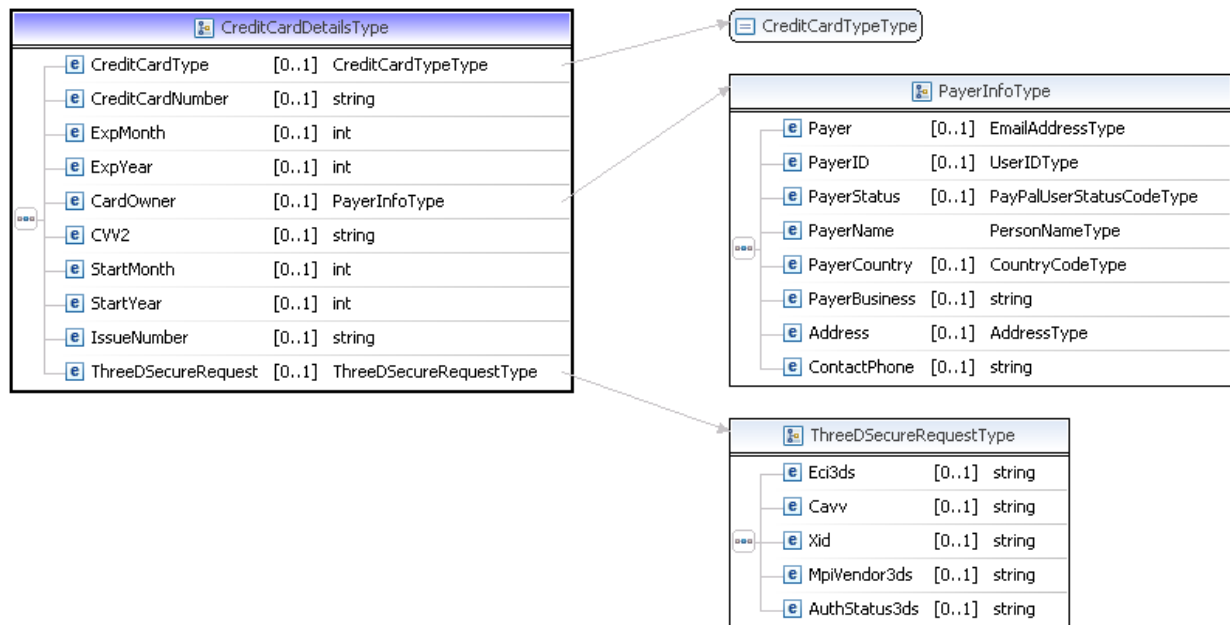 CreditCardDetailsType
e CreditCardType [0..1] CreditCardTypeType
e CreditCardNumber [0..1] string
e ExpMonth [0..1] int
e ExpYear [0..1] int
e CardOwner [0..1] PayerInfoType
e CVV2 [0..1] string
e StartMonth [0..1] int
e StartYear [0..1] int
e IssueNumber [0..1] string
e ThreeDSecureRequest [0..1] ThreeDSecureRequestType
CreditCardTypeType
PayerInfoType
e Payer [0..1] EmailAddressType
e PayerID [0..1] UserIDType
e PayerStatus [0..1] PayPalUserStatusCodeType
e PayerName PersonNameType
e PayerCountry [0..1] CountryCodeType
e PayerBusiness [0..1] string
e Address [0..1] AddressType
e ContactPhone [0..1] string
ThreeDSecureRequestType
e Eci3ds [0..1] string
e Cavv [0..1] string
e Xid [0..1] string
e MpiVendor3ds [0..1] string
e AuthStatus3ds [0..1] string